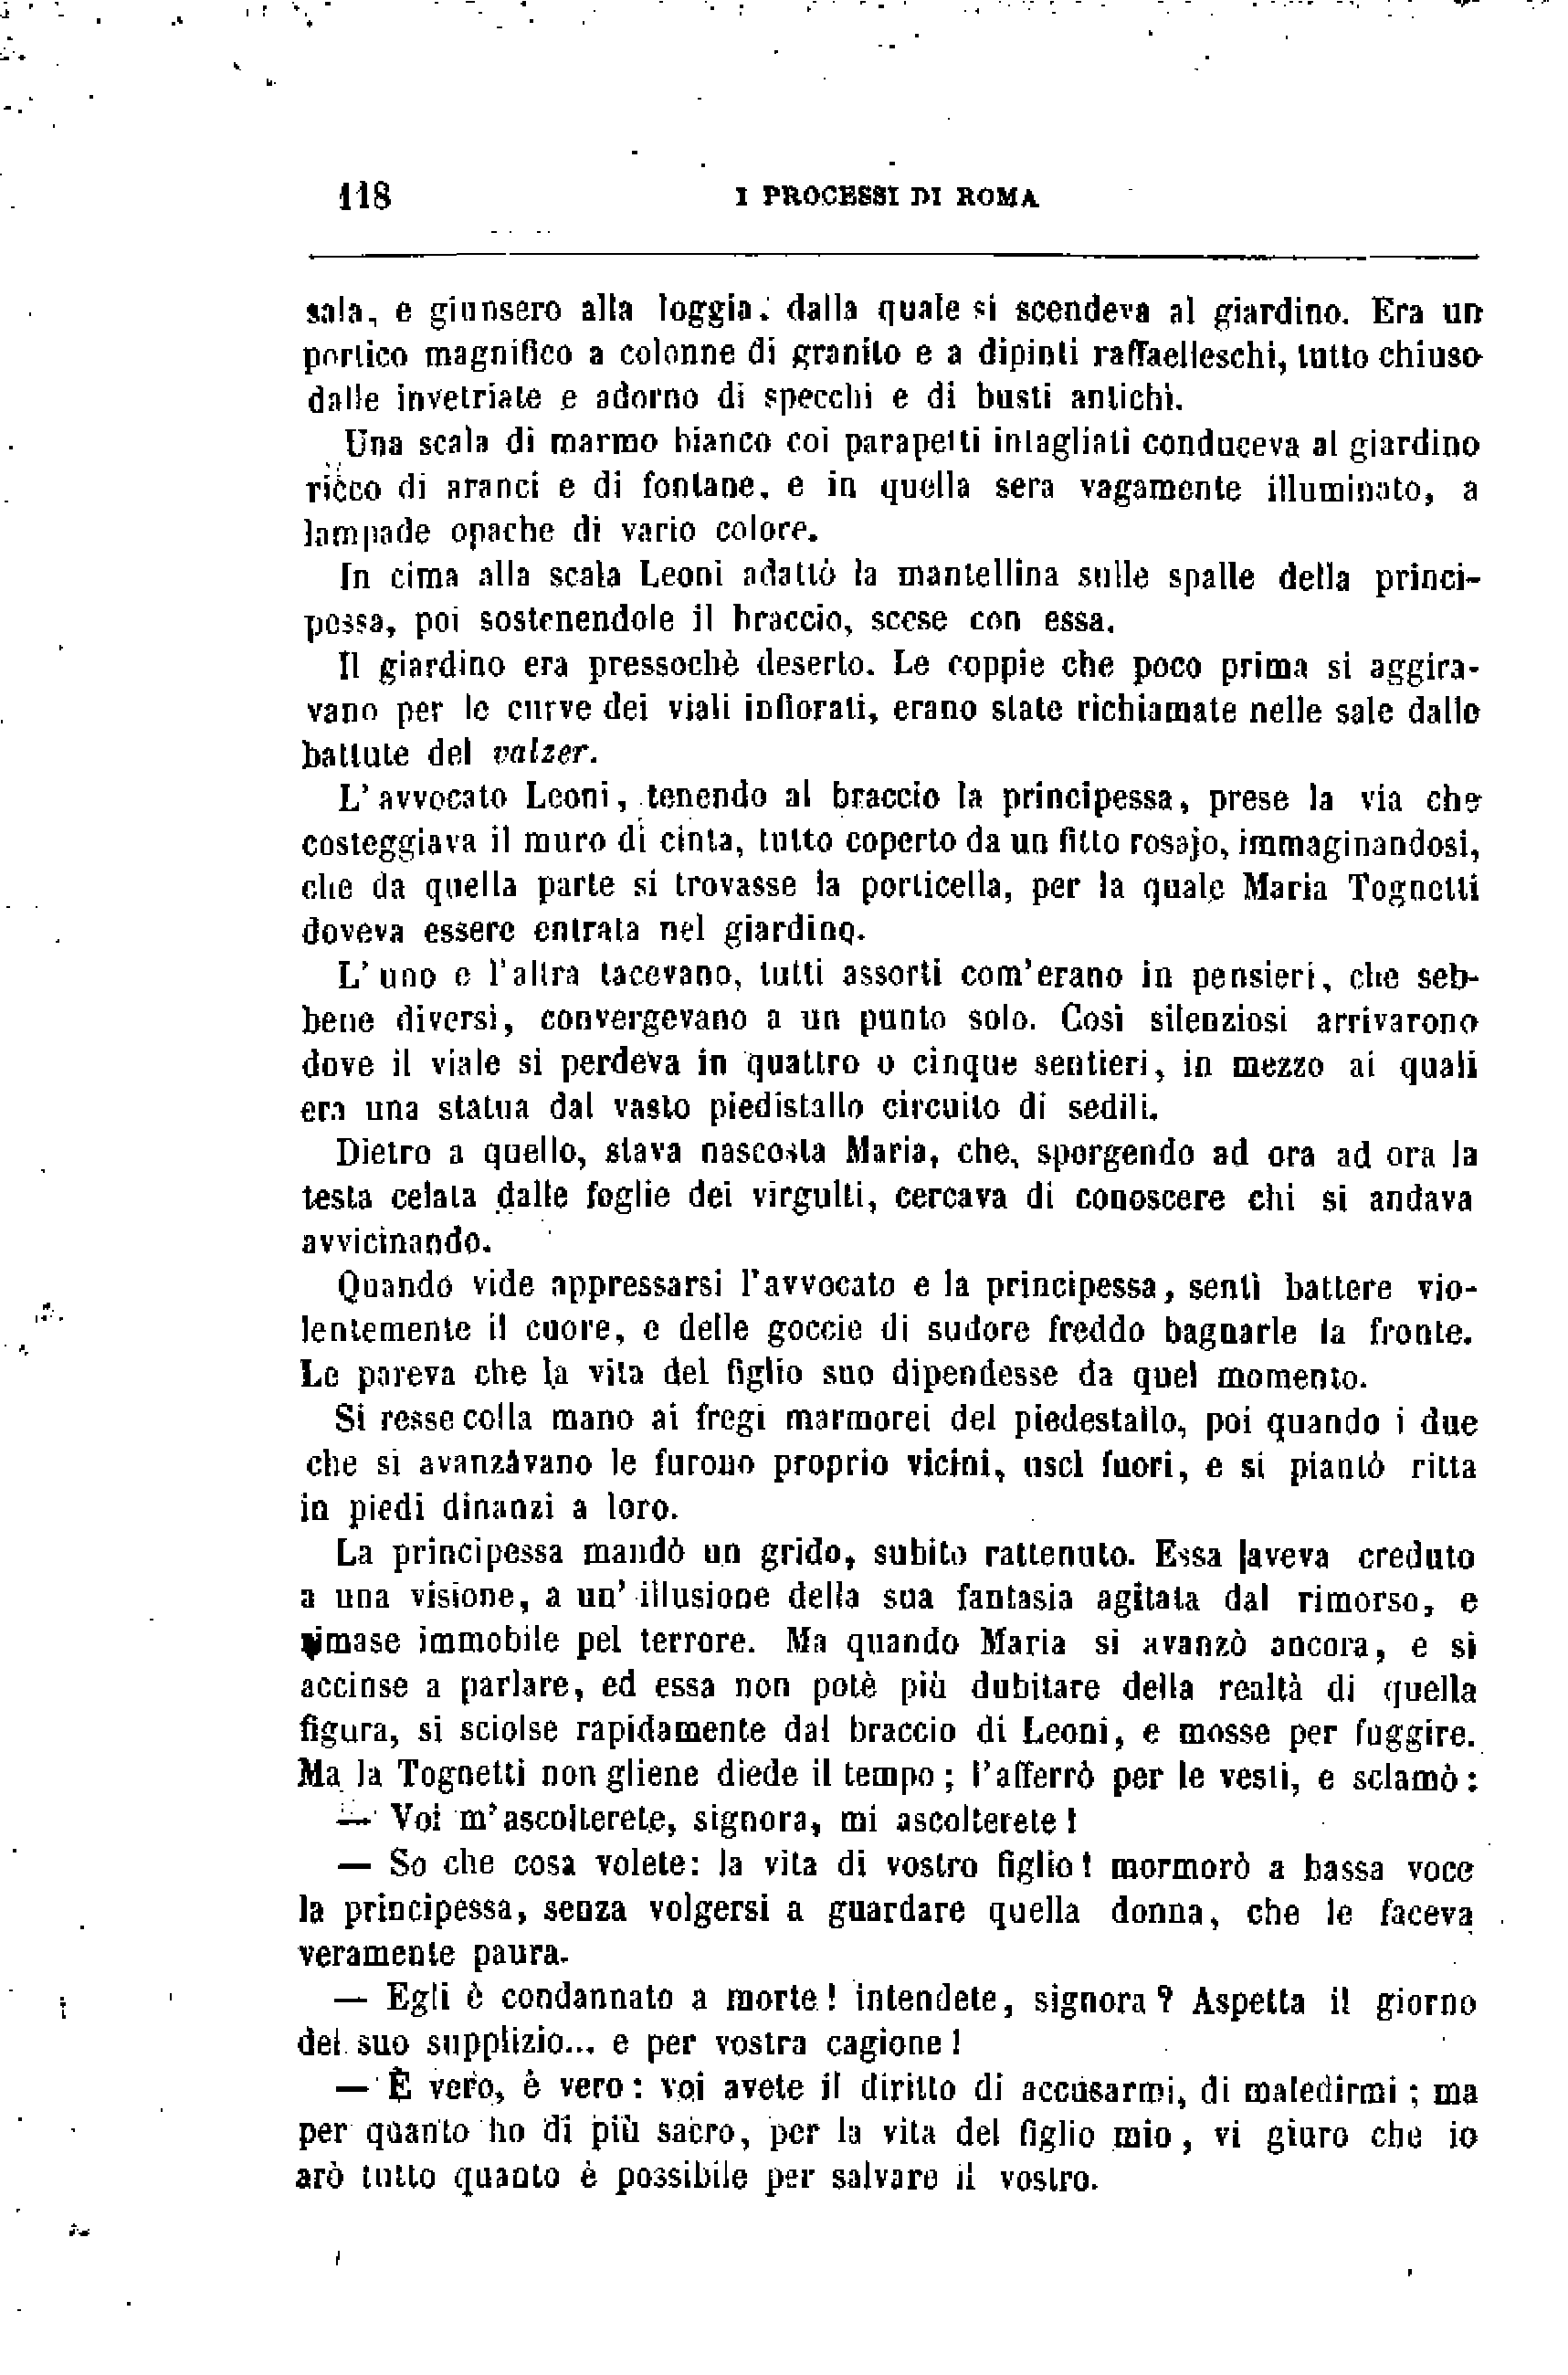 118 I PROCESSI DI ROMA
sala, e giunsero alla loggia. dalla quale si scendeva al giardino. Era un
portico magnifico a colonne di granito e a dipinti raffaelleschi, tutto chiuso
dalle invetriate e adorno di specchi e di busti antichi.
Una scala di marmo bianco coi parapetti intagliati conduceva al giardino
ricco di aranci e di fontane, e in quella sera vagamente illuminato, a
lampade opache di vario colore.
In cima alla scala Leoni adattò la mantellina sulle spalle della princi-
pessa, poi sostenendole il braccio, scese con essa.
Il giardino era pressochè deserto. Le coppie che poco prima si aggira-
vano per le curve dei viali infiorati, erano state richiamate nelle sale dalle
battute del valzer.
L' avvocato Leoni, tenendo al braccio la principessa, prese la via che
costeggiava il muro di cinta, tutto coperto da un fitto rosajo, immaginandosi,
che da quella parte si trovasse la porticella, per la quale Maria Tognetti
doveva essere entrata nel giardino.
L' uno e l'altra tacevano, tutti assorti com'erano in pensieri, che seb-
bene diversi, convergevano a un punto solo. Così silenziosi arrivarono
dove il viale si perdeva in quattro o cinque sentieri, in mezzo ai quali
era una statua dal vasto piedistallo circuito di sedili.
Dietro a quello, stava nascosta Maria, che, sporgendo ad ora ad ora la
testa celata dalle foglie dei virgulti, cercava di conoscere chi si andava
avvicinando.
Quando vide appressarsi l'avvocato e la principessa, sentì battere vio-
lentemente il cuore, e delle goccie di sudore freddo bagnarle la fronte.
Le pareva che la vita del figlio suo dipendesse da quel momento.
Si resse colla mano ai fregi marmorei del piedestallo, poi quando i due
che si avanzavano le furono proprio vicini, uscì fuori, e si piantò ritta
in piedi dinanzi a loro.
La principessa mandò un grido, subito rattenuto. Essa aveva creduto
a una visione, a un' illusione della sua fantasia agitata dal rimorso, e
rimase immobile pel terrore. Ma quando Maria si avanzò ancora, e si
accinse a parlare, ed essa non potè più dubitare della realtà di quella
figura, si sciolse rapidamente dal braccio di Leoni, e mosse per fuggire.
Ma la Tognetti non gliene diede il tempo; l'afferrò per le vesti, e sclamò:
— Voi m'ascolterete, signora, mi ascolterete!
— So che cosa volete: la vita di vostro figlio! mormorò a bassa voce
la principessa, senza volgersi a guardare quella donna, che le faceva
veramente paura.
— Egli è condannato a morte! intendete, signora? Aspetta il giorno
del suo supplizio... e per vostra cagione!
— È vero, è vero: voi avete il diritto di accusarmi, di maledirmi; ma
per quanto ho di più sacro, per la vita del figlio mio, vi giuro che io
arò tutto quanto è possibile per salvare il vostro.